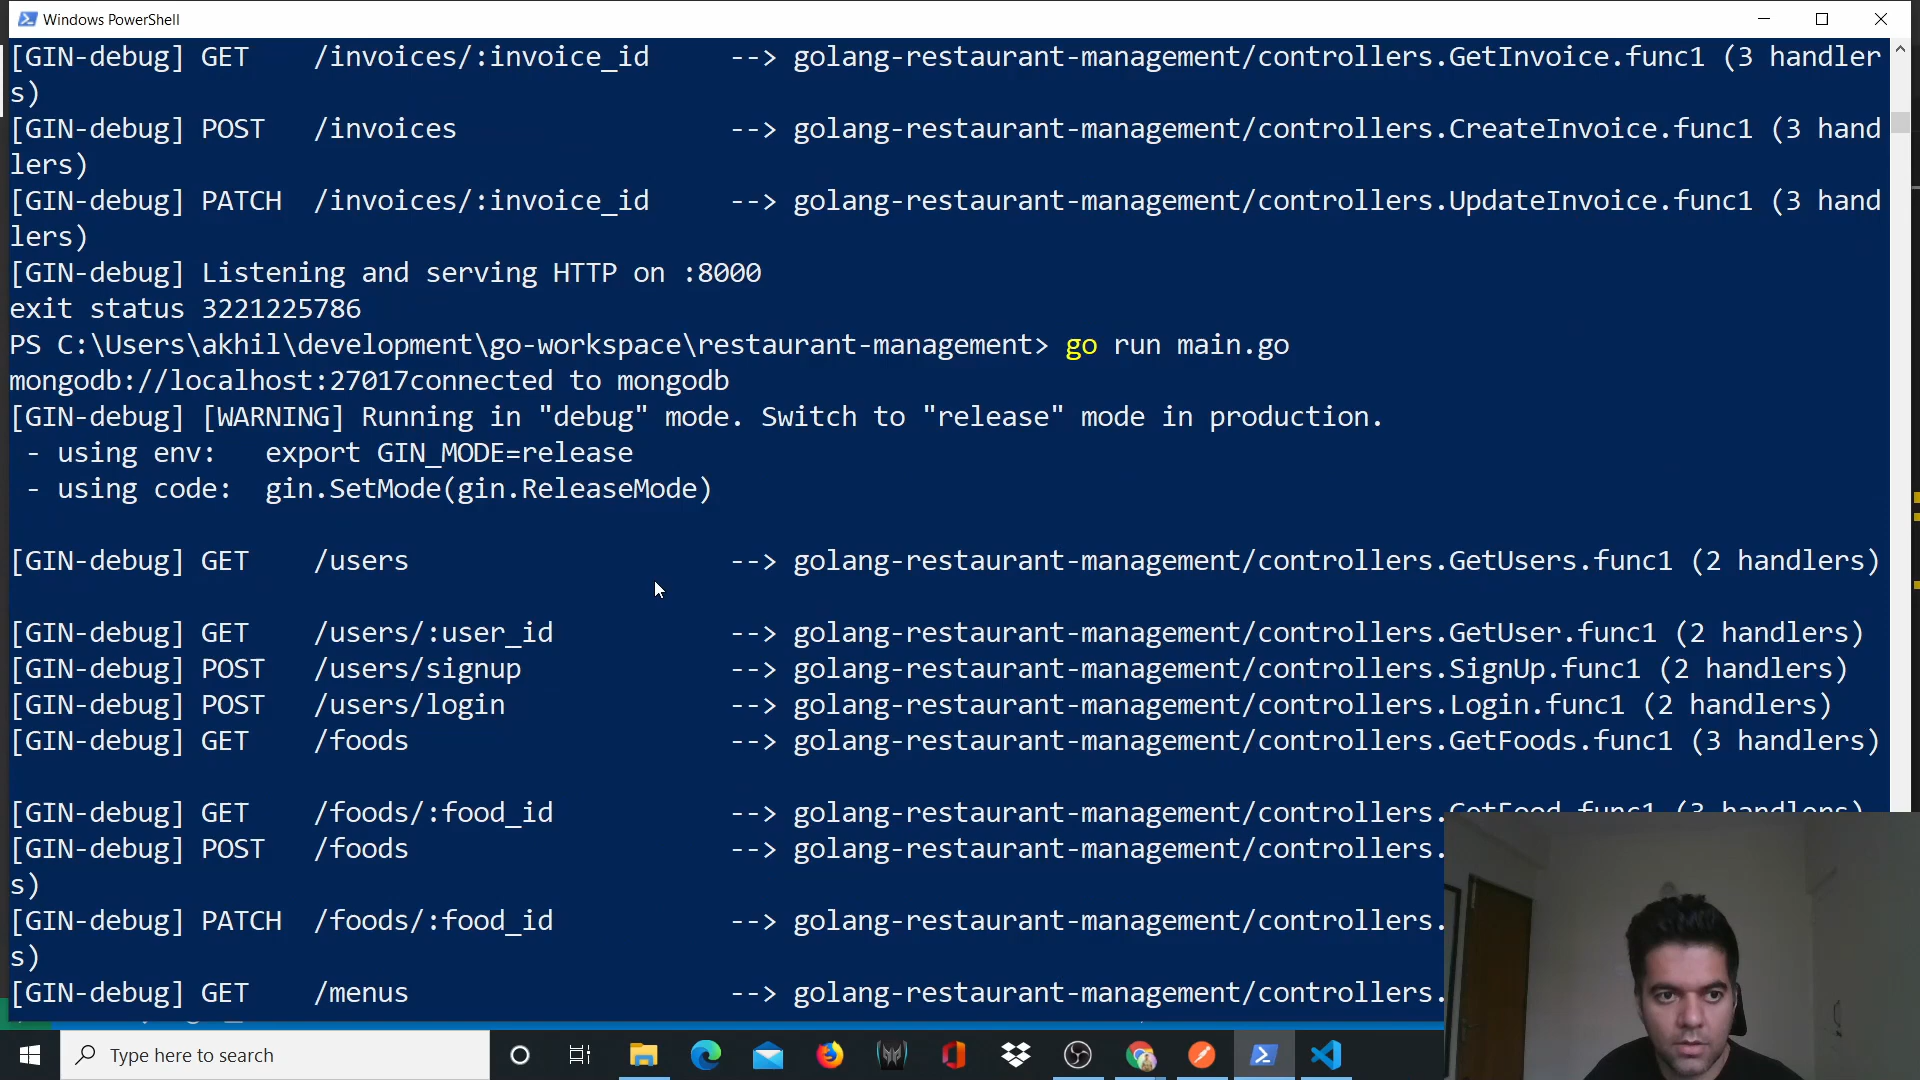 Windows PowerShell
[GIN-debug] GET    /invoices/:invoice_id     --> golang-restaurant-management/controllers.GetInvoice.func1 (3 handler
s)
[GIN-debug] POST   /invoices                 --> golang-restaurant-management/controllers.CreateInvoice.func1 (3 hand
lers)
[GIN-debug] PATCH  /invoices/:invoice_id     --> golang-restaurant-management/controllers.UpdateInvoice.func1 (3 hand
lers)
[GIN-debug] Listening and serving HTTP on :8000
exit status 3221225786
PS C:\Users\akhil\development\go-workspace\restaurant-management> go run main.go
mongodb://localhost:27017connected to mongodb
[GIN-debug] [WARNING] Running in "debug" mode. Switch to "release" mode in production.
 - using env:   export GIN_MODE=release
 - using code:  gin.SetMode(gin.ReleaseMode)
[GIN-debug] GET    /users                    --> golang-restaurant-management/controllers.GetUsers.func1 (2 handlers)
[GIN-debug] GET    /users/:user_id           --> golang-restaurant-management/controllers.GetUser.func1 (2 handlers)
[GIN-debug] POST   /users/signup             --> golang-restaurant-management/controllers.SignUp.func1 (2 handlers)
[GIN-debug] POST   /users/login              --> golang-restaurant-management/controllers.Login.func1 (2 handlers)
[GIN-debug] GET    /foods                    --> golang-restaurant-management/controllers.GetFoods.func1 (3 handlers)
[GIN-debug] GET    /foods/:food_id           --> golang-restaurant-management/controllers.GetFood.func1 (3 handlers)
[GIN-debug] POST   /foods                    --> golang-restaurant-management/controllers.
s)
[GIN-debug] PATCH  /foods/:food_id           --> golang-restaurant-management/controllers.
s)
[GIN-debug] GET    /menus                    --> golang-restaurant-management/controllers.
Type here to search